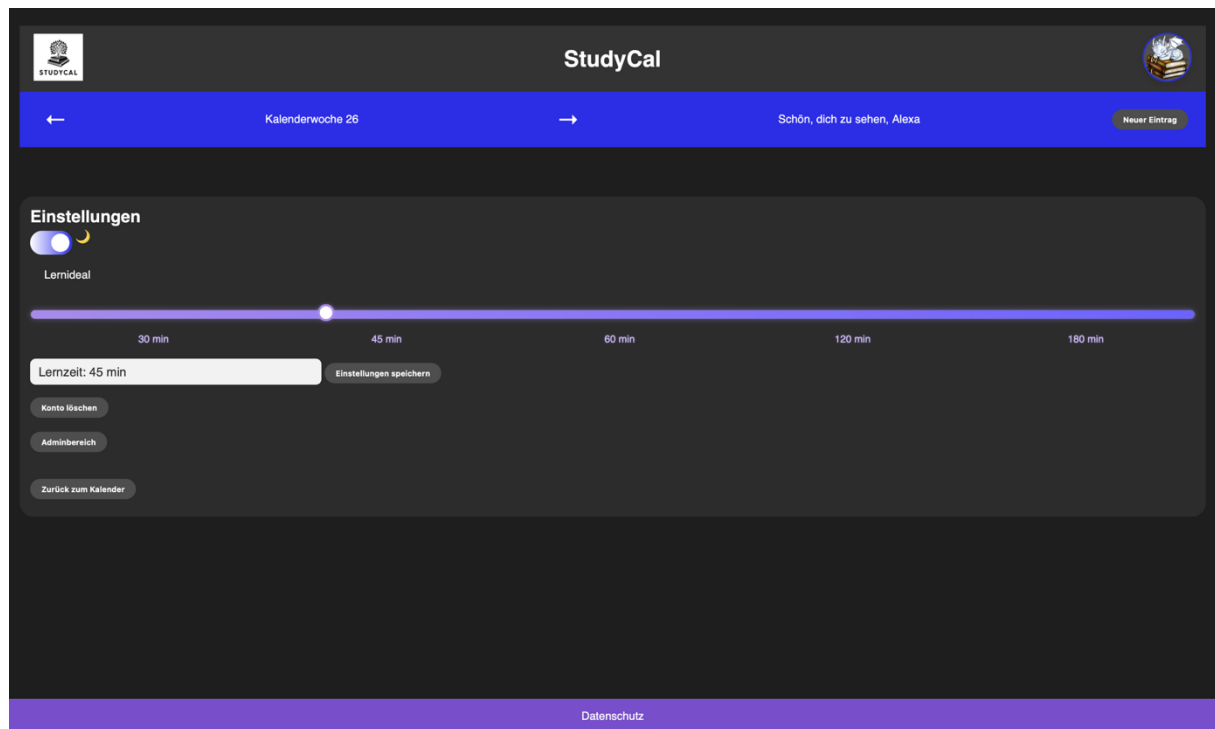 STUDYCAL
StudyCal
← Kalenderwoche 26 → Schön, dich zu sehen, Alexa Neuer Eintrag
Einstellungen
Lernideal
30 min 45 min 60 min 120 min 180 min
Lernzeit: 45 min Einstellungen speichern
Konto löschen
Adminbereich
Zurück zum Kalender
Datenschutz